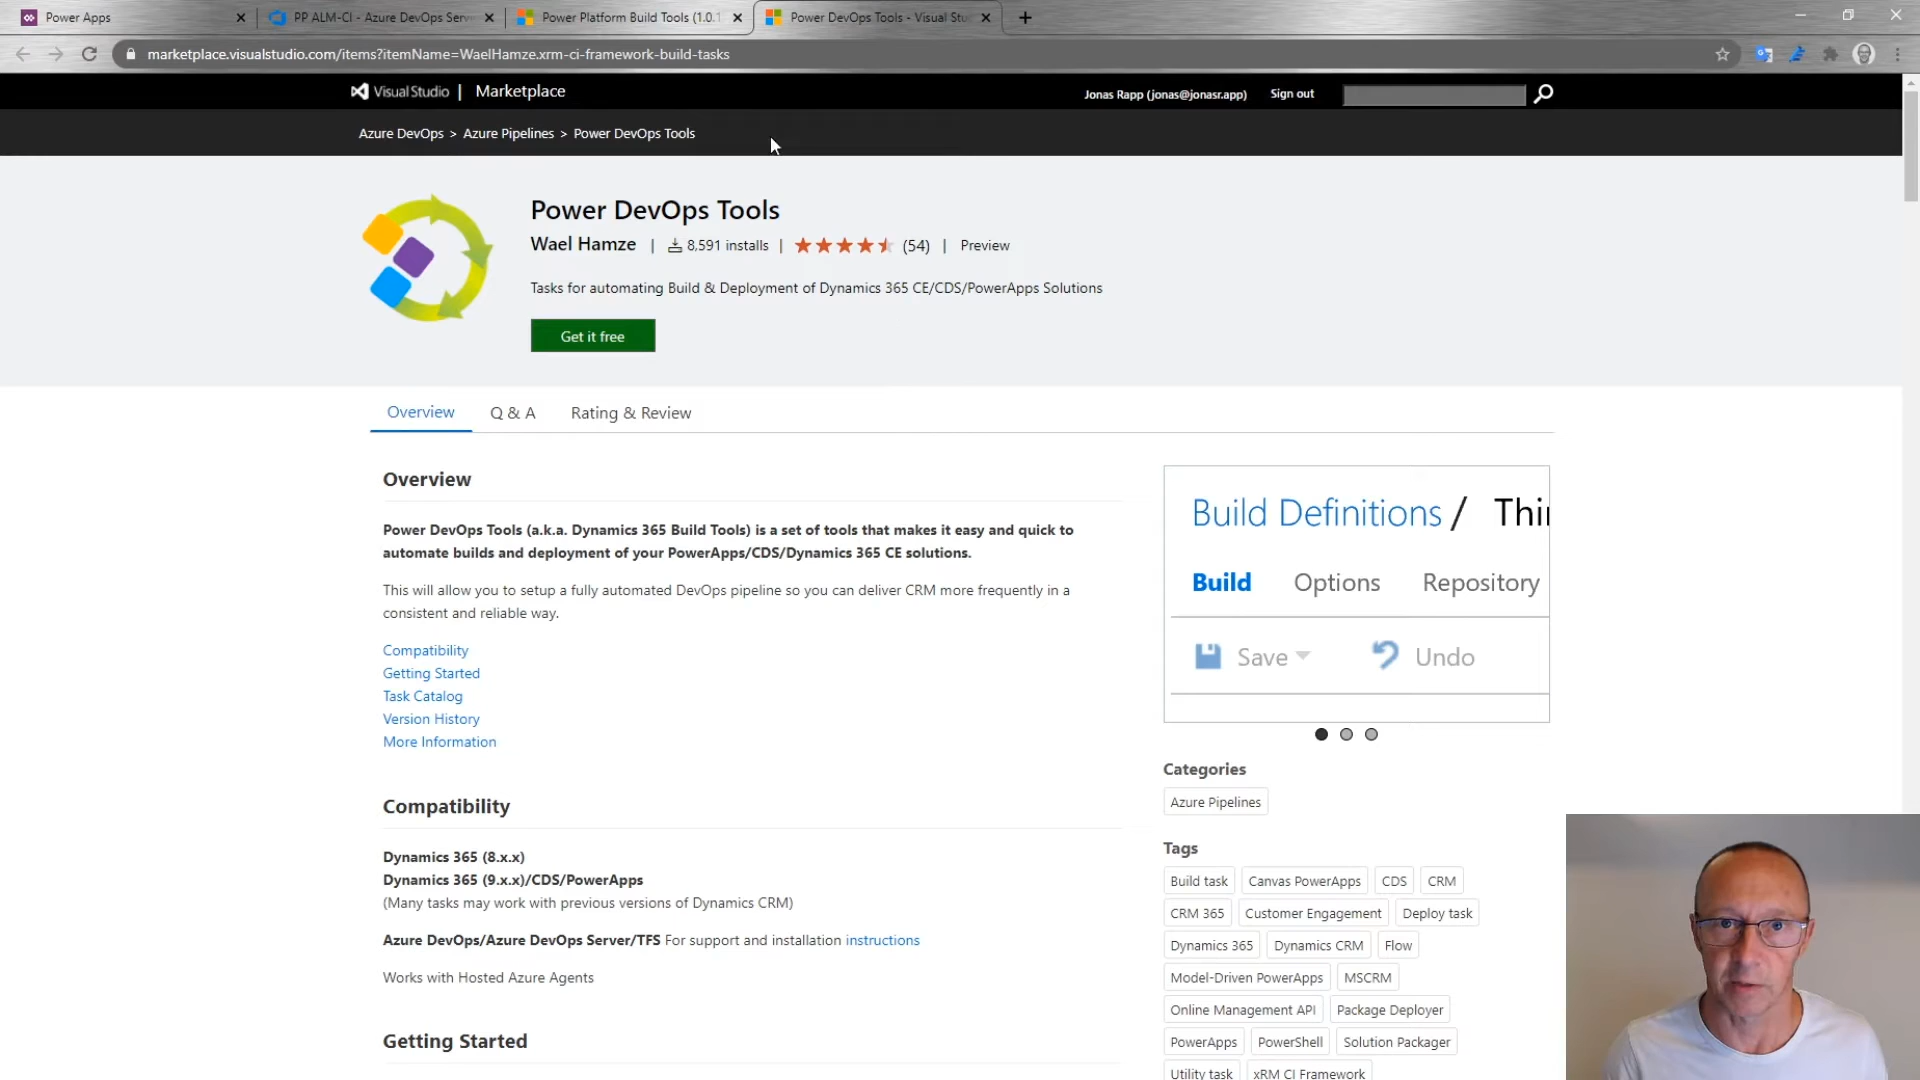 Power Apps
PP ALM-CI - Azure DevOps Serv
Power Platform Build Tools (1.0.1
Power DevOps Tools - Visual Stu
marketplace.visualstudio.com/items?itemName=WaelHamze.xrm-ci-framework-build-tasks
Visual Studio | Marketplace
Jonas Rapp (jonas@jonasr.app)
Sign out
Azure DevOps > Azure Pipelines > Power DevOps Tools
Power DevOps Tools
Wael Hamze | 8,591 installs | (54) | Preview
Tasks for automating Build & Deployment of Dynamics 365 CE/CDS/PowerApps Solutions
Get it free
Overview
Q & A
Rating & Review
Overview
Power DevOps Tools (a.k.a. Dynamics 365 Build Tools) is a set of tools that makes it easy and quick to
automate builds and deployment of your PowerApps/CDS/Dynamics 365 CE solutions.
This will allow you to setup a fully automated DevOps pipeline so you can deliver CRM more frequently in a
consistent and reliable way.
Compatibility
Getting Started
Task Catalog
Version History
More Information
Compatibility
Dynamics 365 (8.x.x)
Dynamics 365 (9.x.x)/CDS/PowerApps
(Many tasks may work with previous versions of Dynamics CRM)
Azure DevOps/Azure DevOps Server/TFS For support and installation instructions
Works with Hosted Azure Agents
Getting Started
Build Definitions / Thi
Build Options Repository
Save Undo
Categories
Azure Pipelines
Tags
Build task Canvas PowerApps CDS CRM
CRM 365 Customer Engagement Deploy task
Dynamics 365 Dynamics CRM Flow
Model-Driven PowerApps MSCRM
Online Management API Package Deployer
PowerApps PowerShell Solution Packager
Utility task xRM CI Framework